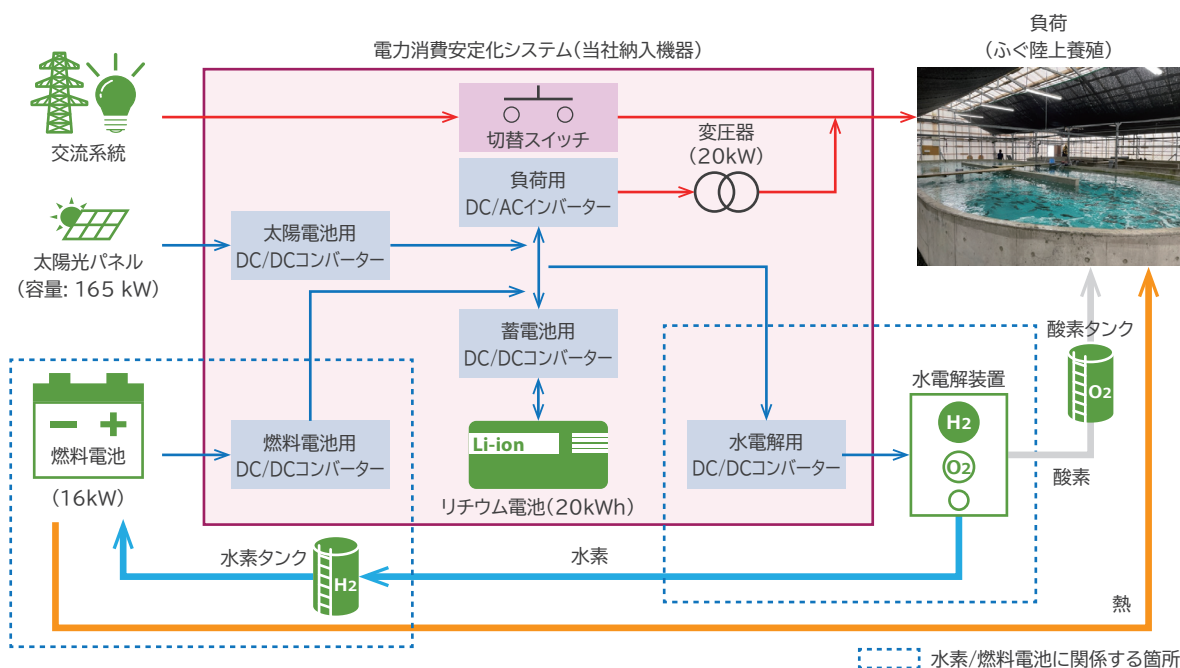 負荷
(ふぐ陸上養殖)
電力消費安定化システム(当社納入機器)
交流系統
切替スイッチ
変圧器
(20kW)
負荷用
DC/ACインバーター
太陽光パネル
(容量: 165 kW)
太陽電池用
DC/DCコンバーター
蓄電池用
DC/DCコンバーター
酸素タンク
O2
水電解装置
H2
O2
燃料電池
(16kW)
燃料電池用
DC/DCコンバーター
Li-ion
リチウム電池(20kWh)
水電解用
DC/DCコンバーター
酸素
水素タンク
H2
水素
熱
水素/燃料電池に関係する箇所